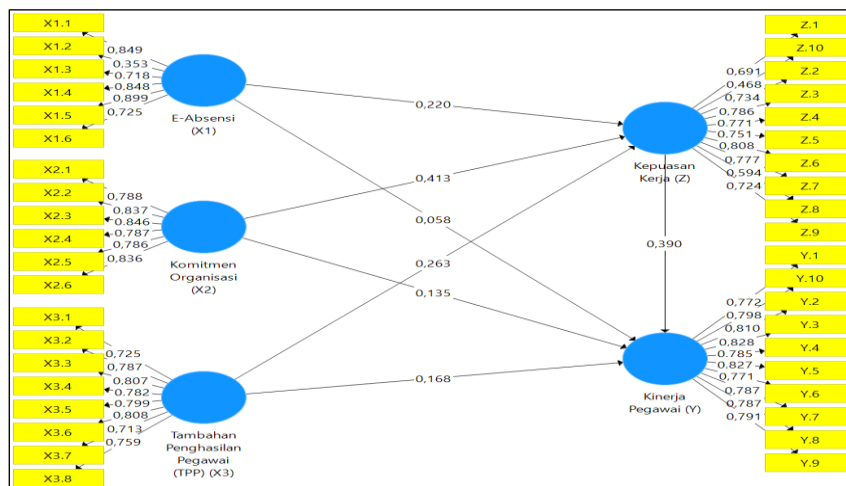 X1.1
X1.2
X1.3
X1.4
X1.5
X1.6
0,849
0.353
0.718
0.848
0,899
0,725
E-Absensi
(X1)
X2.1
X2.2
X2.3
X2.4
X2.5
X2.6
0,788
0,837
0.846
0,787
0,786
0,836
Komitmen
Organisasi
(X2)
X3.1
X3.2
X3.3
X3.4
X3.5
X3.6
X3.7
X3.8
0,725
0,787
0,807
0,782
0,799
0,808
0,713
0,759
Tambahan
Penghasilan
Pegawai
(TPP) (X3)
0,220
0,413
0,058
0,263
0,135
0,168
0,390
Kepuasan
Kerja (Z)
0,691
0,468
0,734
0,786
0.771
0,751
0,808
0,777
0,594
0,724
Z.1
Z.10
Z.2
Z.3
Z.4
Z.5
Z.6
Z.7
Z.8
Z.9
Kinerja
Pegawai (Y)
0,772
0,798
0,810
0,828
0,785
0,827
0,771
0,787
0,787
0,791
Y.1
Y.10
Y.2
Y.3
Y.4
Y.5
Y.6
Y.7
Y.8
Y.9